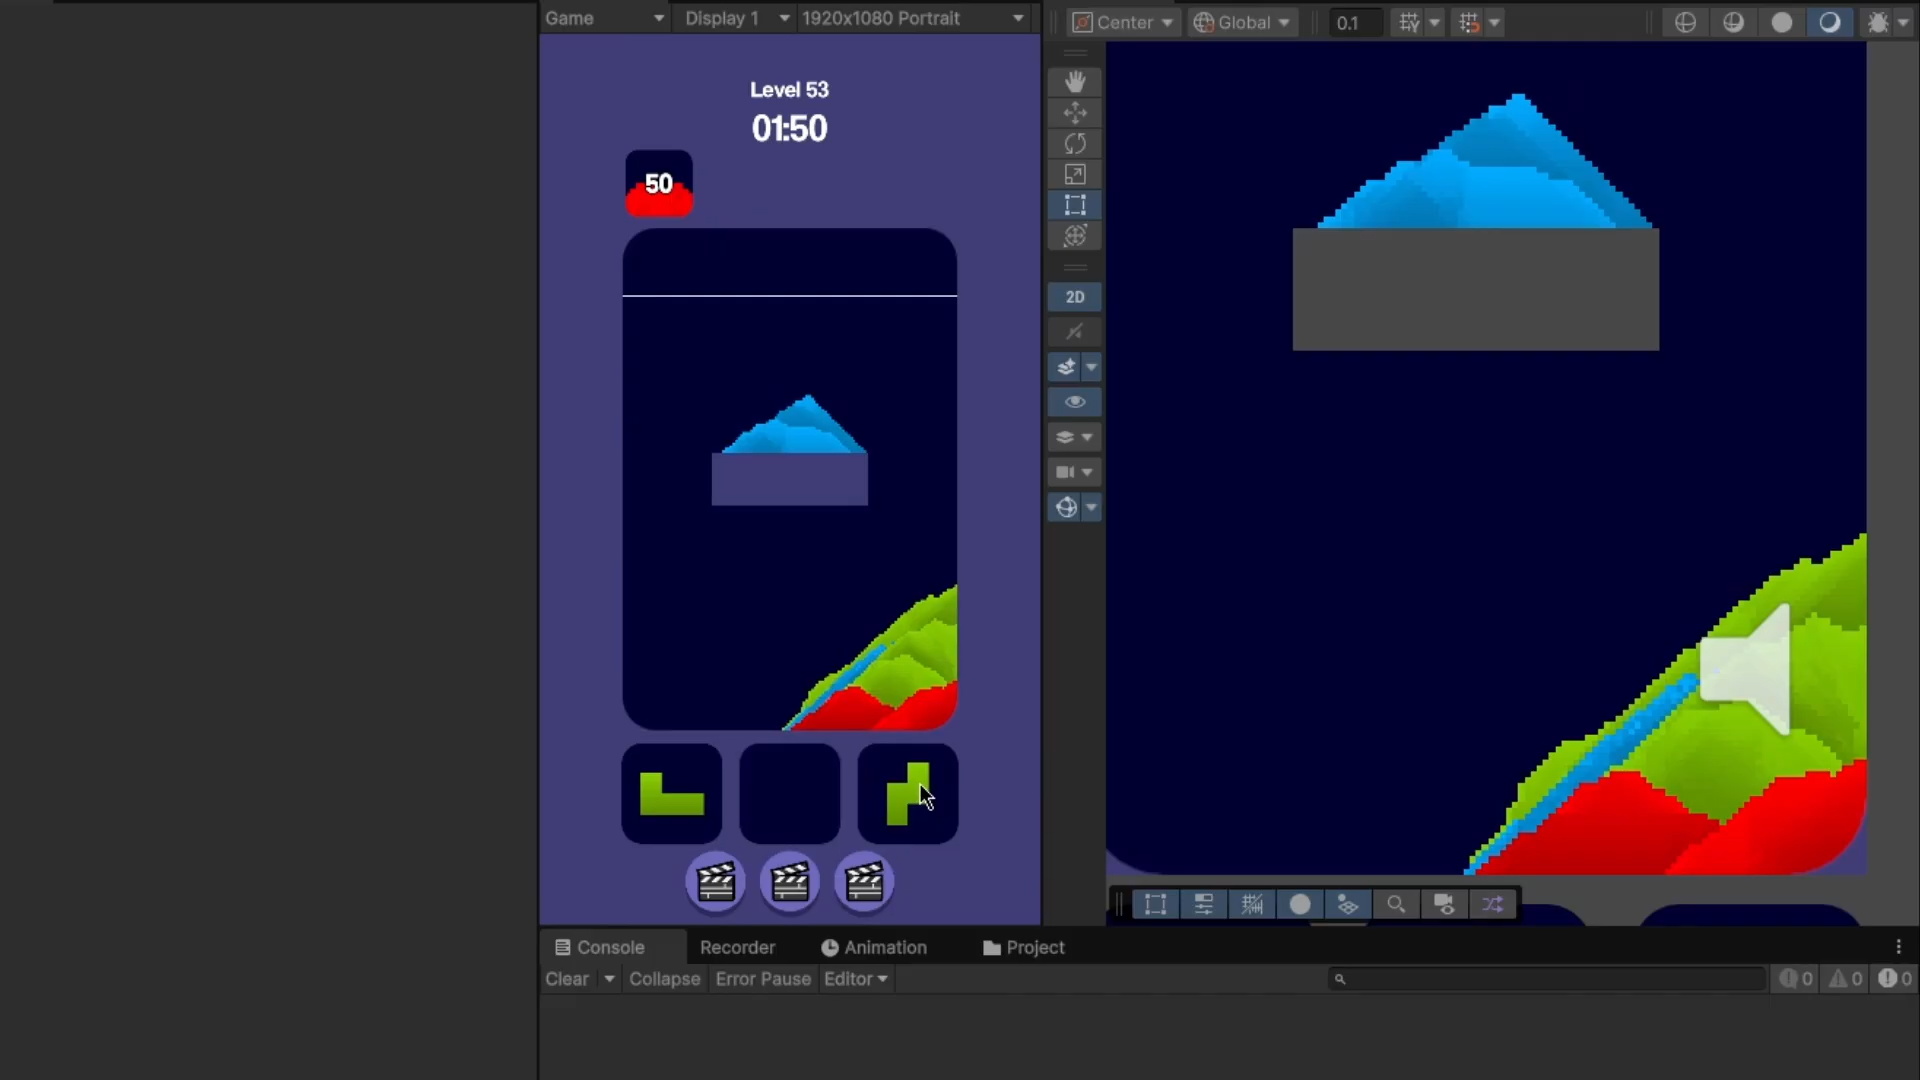 Game
Display 1
1920x1080 Portrait
Center
Global
0.1
Level 53
01:50
50
2D
Console
Recorder
Animation
Project
Clear
Collapse
Error Pause
Editor
0
0
0